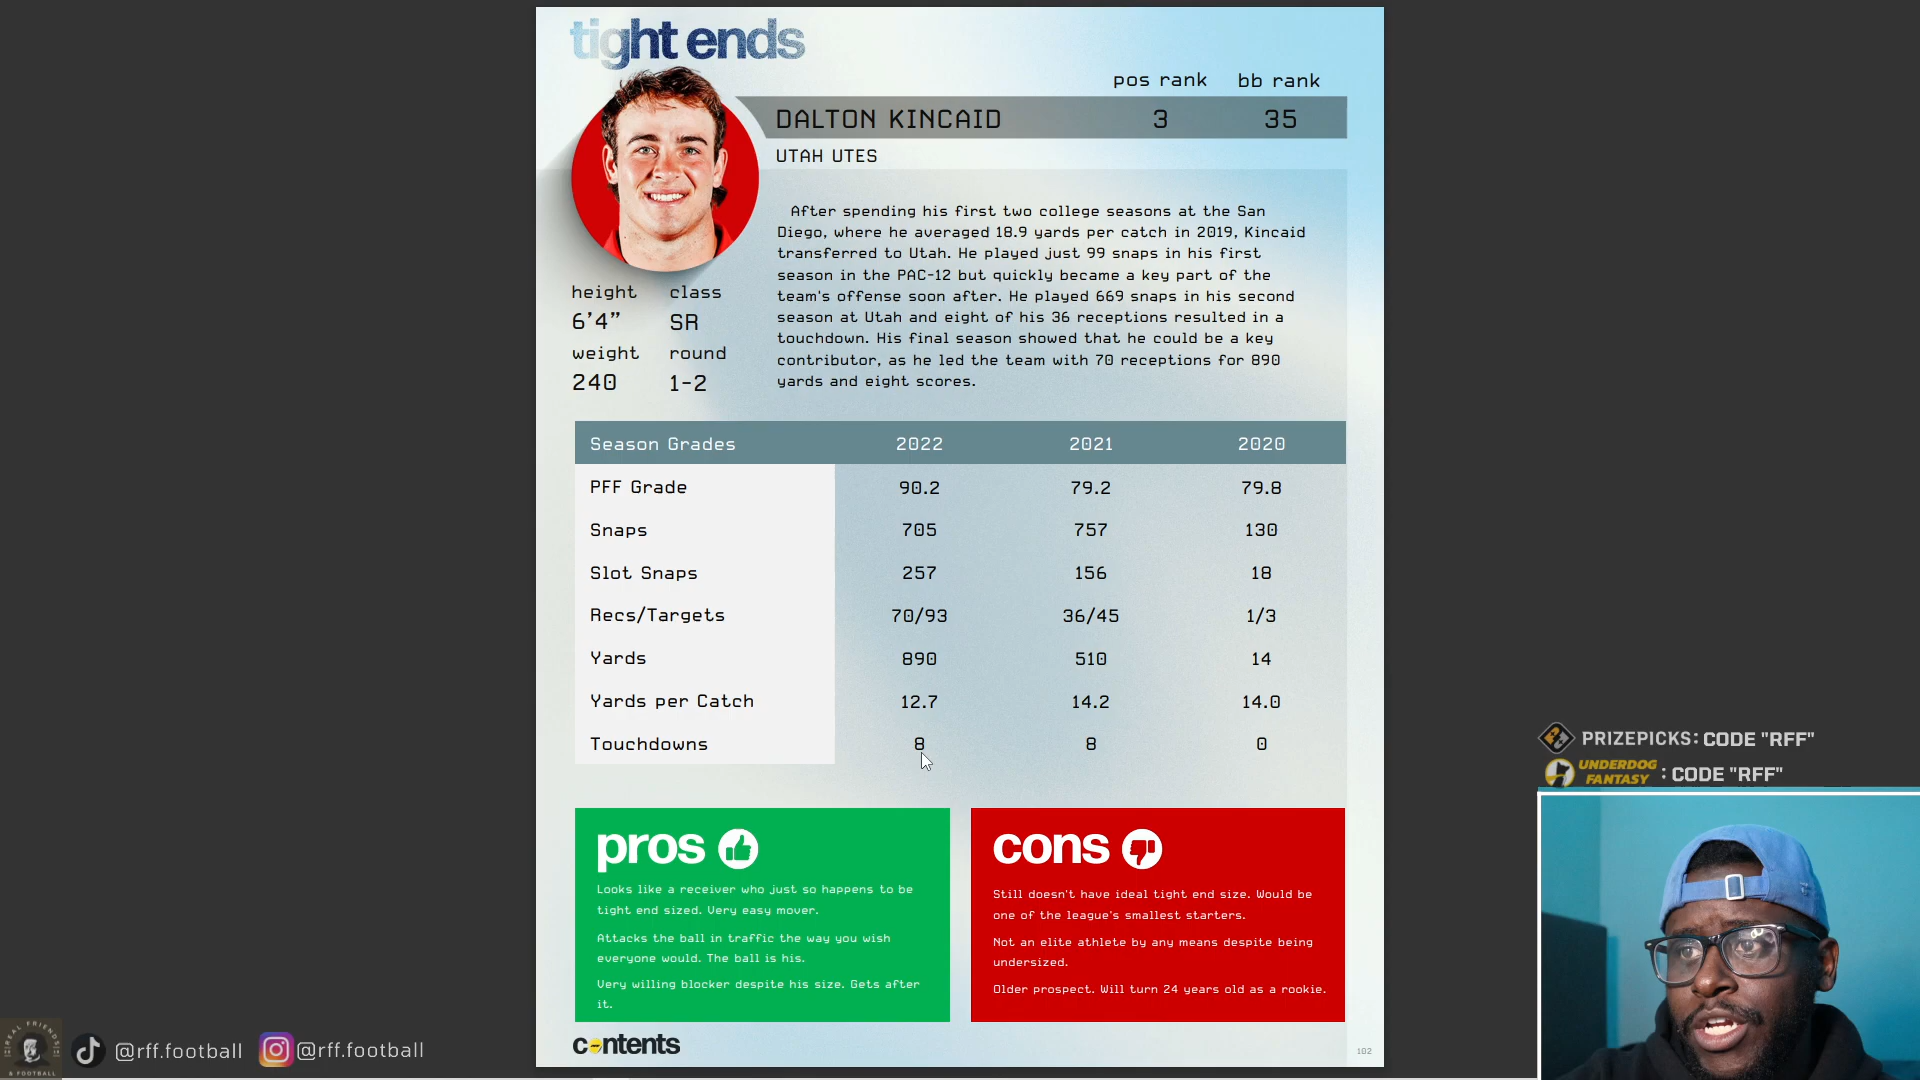 tight ends
pos rank bb rank
DALTON KINCAID 3 35
UTAH UTES
After spending his first two college seasons at the San
Diego, where he averaged 18.9 yards per catch in 2019, Kincaid
transferred to Utah. He played just 99 snaps in his first
season in the PAC-12 but quickly became a key part of the
team's offense soon after. He played 669 snaps in his second
season at Utah and eight of his 36 receptions resulted in a
touchdown. His final season showed that he could be a key
contributor, as he led the team with 70 receptions for 890
yards and eight scores.
height class
6'4" SR
weight round
240 1-2
Season Grades 2022 2021 2020
PFF Grade 90.2 79.2 79.8
Snaps 705 757 130
Slot Snaps 257 156 18
Recs/Targets 70/93 36/45 1/3
Yards 890 510 14
Yards per Catch 12.7 14.2 14.0
Touchdowns 8 8 0
pros
Looks like a receiver who just so happens to be
tight end sized. Very easy mover.
Attacks the ball in traffic the way you wish
everyone would. The ball is his.
Very willing blocker despite his size. Gets after
it.
cons
Still doesn't have ideal tight end size. Would be
one of the league's smallest starters.
Not an elite athlete by any means despite being
undersized.
Older prospect. Will turn 24 years old as a rookie.
contents
102
PRIZEPICKS: CODE "RFF"
UNDERDOG FANTASY : CODE "RFF"
REAL FRIENDS
& FOOTBALL
@rff.football @rff.football